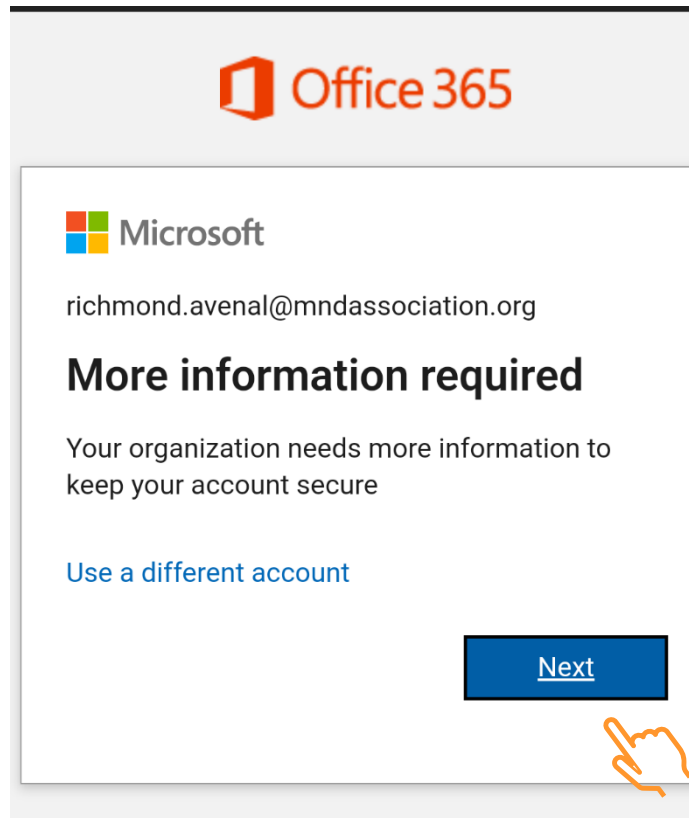 Office 365
Microsoft
richmond.avenal@mndassociation.org
More information required
Your organization needs more information to
keep your account secure
Use a different account
Next